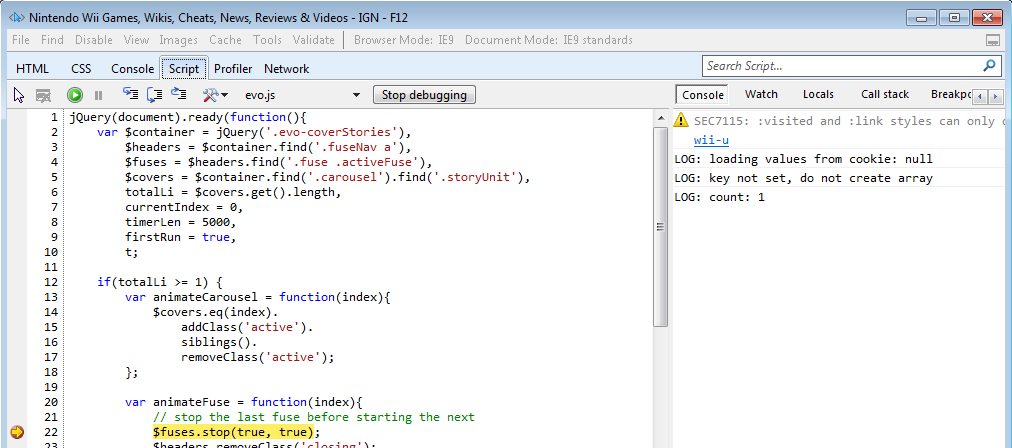 Nintendo Wii Games, Wikis, Cheats, News, Reviews & Videos - IGN - F12
File Find Disable View Images Cache Tools Validate Browser Mode: IE9 Document Mode: IE9 standards
HTML CSS Console Script Profiler Network Search Script...
evo.js Stop debugging Console Watch Locals Call stack Breakpo
1 jQuery(document).ready(function(){
2 var $container = jQuery('.evo-coverStories'),
3 $headers = $container.find('.fuseNav a'),
4 $fuses = $headers.find('.fuse .activeFuse'),
5 $covers = $container.find('.carousel').find('.storyUnit'),
6 totalLi = $covers.get().length,
7 currentIndex = 0,
8 timerLen = 5000,
9 firstRun = true,
10 t;
11
12 if(totalLi >= 1) {
13 var animateCarousel = function(index){
14 $covers.eq(index).
15 addClass('active').
16 siblings().
17 removeClass('active');
18 };
19
20 var animateFuse = function(index){
21 // stop the last fuse before starting the next
22 $fuses.stop(true, true);
23 $headers.removeClass('closing');
SEC7115: :visited and :link styles can only
wii-u
LOG: loading values from cookie: null
LOG: key not set, do not create array
LOG: count: 1